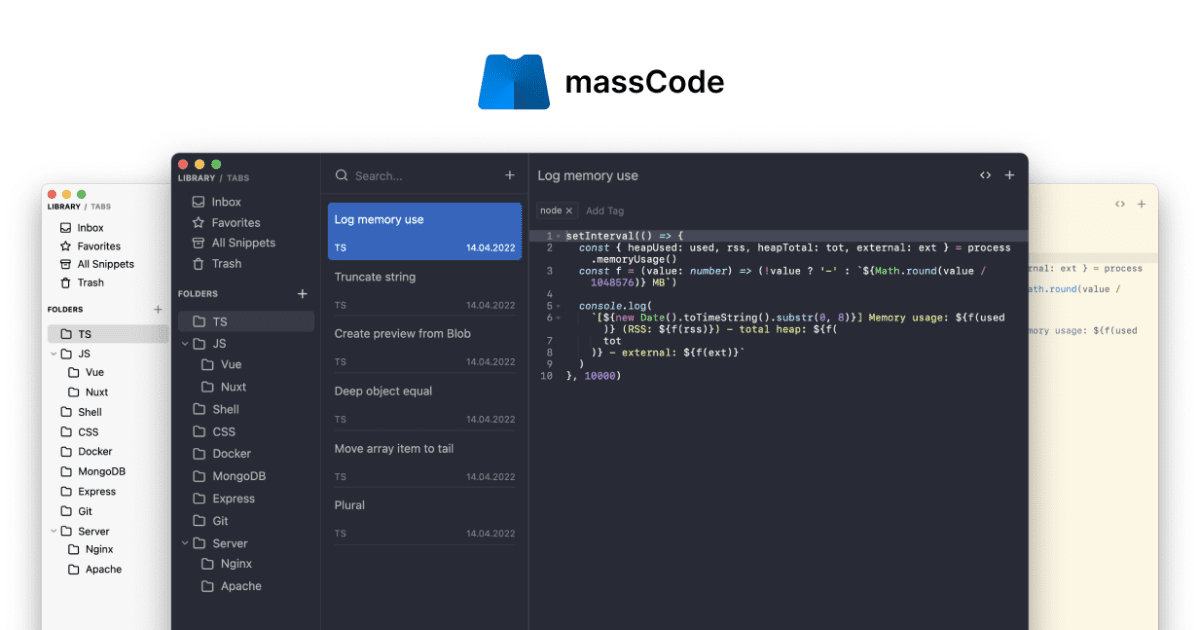 massCode
LIBRARY / TABS
Inbox
Favorites
All Snippets
Trash
FOLDERS
TS
JS
Vue
Nuxt
Shell
CSS
Docker
MongoDB
Express
Git
Server
Nginx
Apache
LIBRARY / TABS
Inbox
Favorites
All Snippets
Trash
FOLDERS
TS
JS
Vue
Nuxt
Shell
CSS
Docker
MongoDB
Express
Git
Server
Nginx
Apache
Search...
Log memory use
TS 14.04.2022
Truncate string
TS 14.04.2022
Create preview from Blob
TS 14.04.2022
Deep object equal
TS 14.04.2022
Move array item to tail
TS 14.04.2022
Plural
TS 14.04.2022
Log memory use
node Add Tag
1 setInterval(() => {
2 const { heapUsed: used, rss, heapTotal: tot, external: ext } = process
.memoryUsage()
3 const f = (value: number) => (!value ? '-' : `${Math.round(value /
1048576)} MB`)
4
5 console.log(
6 `[${new Date().toTimeString().substr(0, 8)}] Memory usage: ${f(used
)} (RSS: ${f(rss)}) – total heap: ${f(
7 tot
8 )} – external: ${f(ext)}`
9 )
10 }, 10000)
rnal: ext } = process
ath.round(value /
mory usage: ${f(used